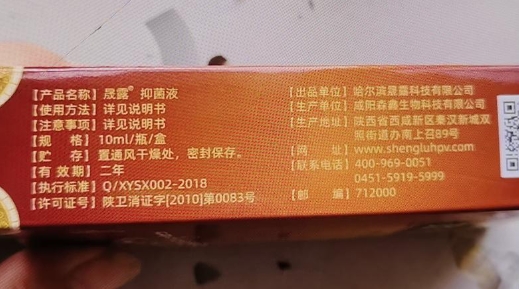 【产品名称】晟露® 抑菌液
【使用方法】详见说明书
【注意事项】详见说明书
【规 格】10ml/瓶/盒
【贮 存】置通风干燥处，密封保存。
【有 效 期】二年
【执行标准】Q/XYSX002-2018
【许可证号】陕卫消证字[2010]第0083号
【出品单位】哈尔滨晟露科技有限公司
【生产单位】咸阳森鑫生物科技有限公司
【生产地址】陕西省西咸新区秦汉新城双
照街道办南上召89号
【网 址】www.shengluhpv.com
【联系电话】400-969-0051
0451-5919-5999
【邮 编】712000